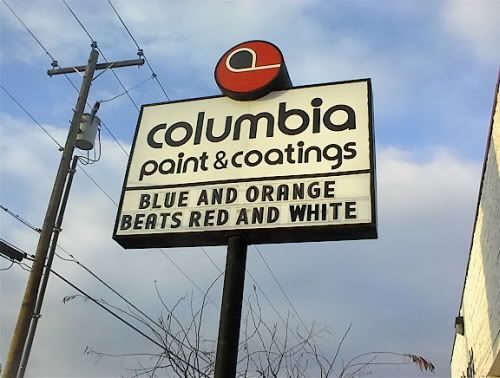 columbia
paint & coatings
BLUE AND ORANGE
BEATS RED AND WHITE